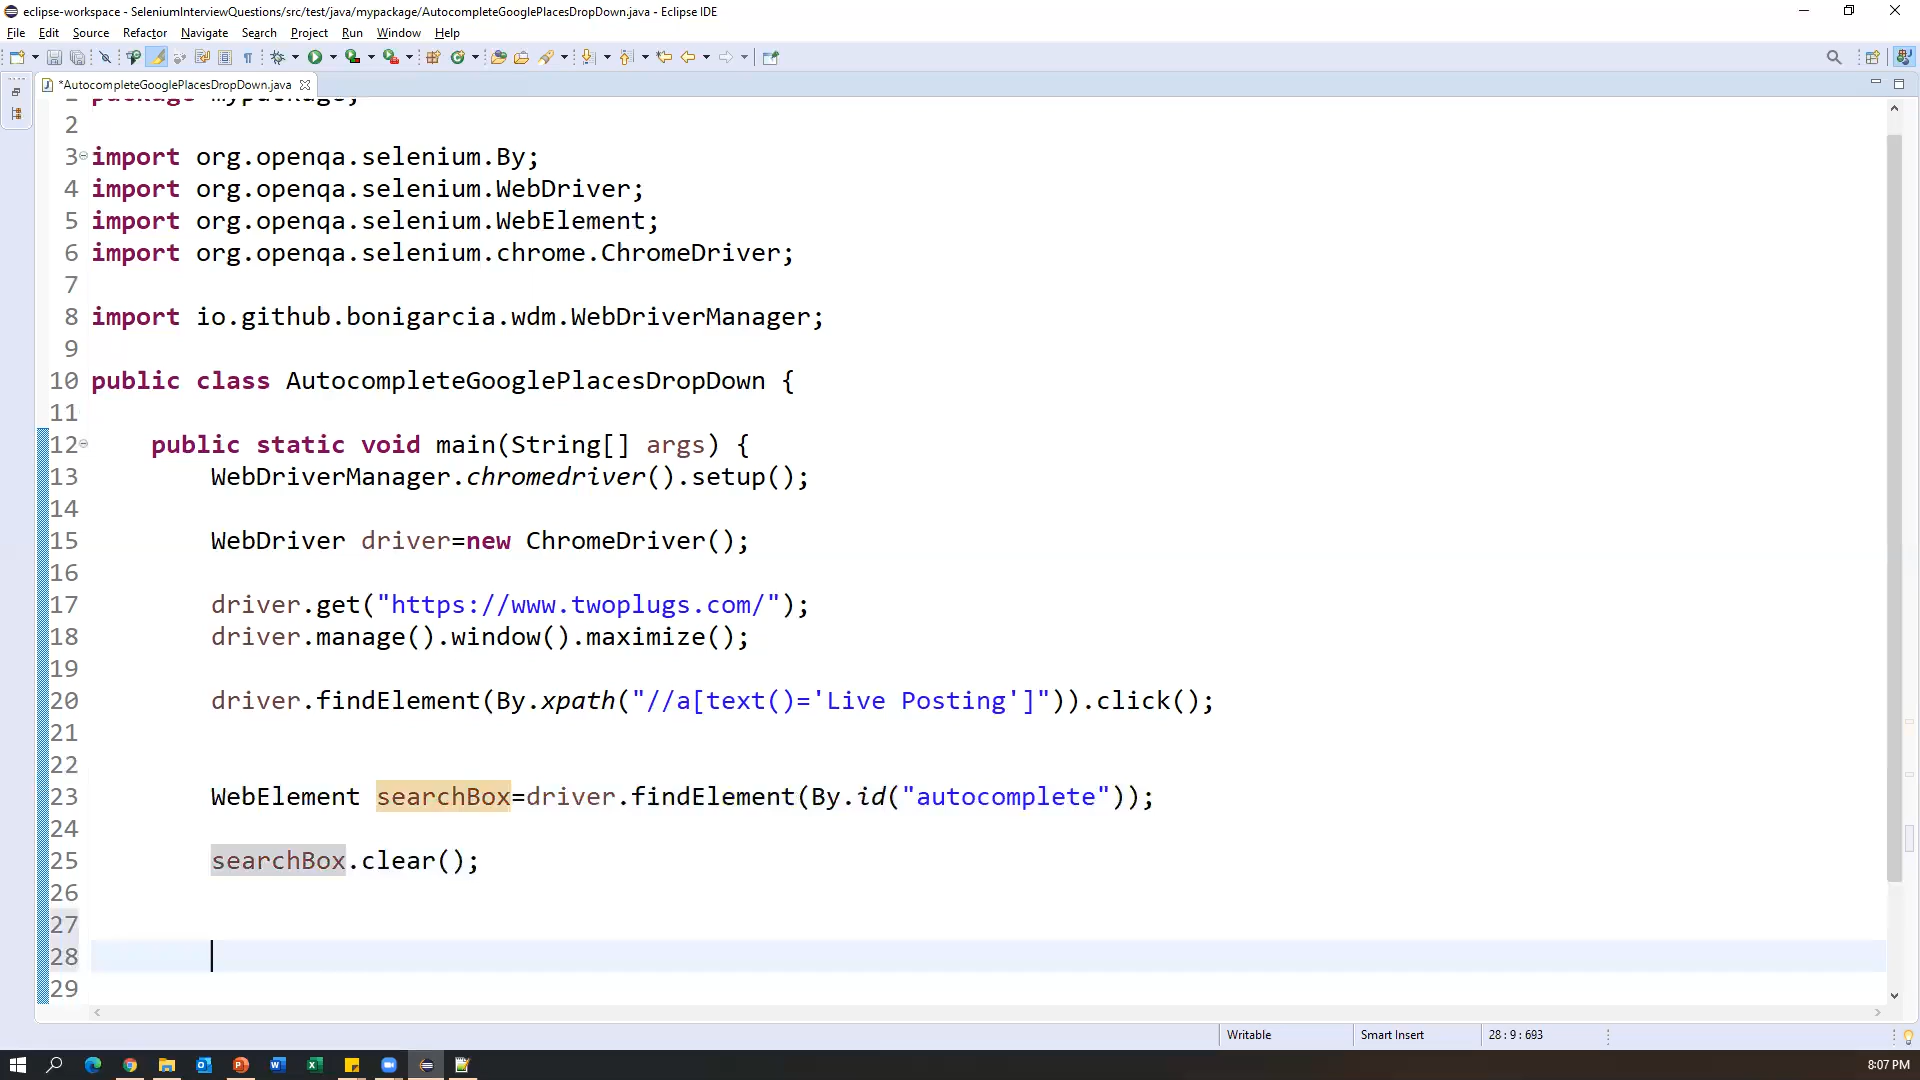 eclipse-workspace - SeleniumInterviewQuestions/src/test/java/mypackage/AutocompleteGooglePlacesDropDown.java - Eclipse IDE
File Edit Source Refactor Navigate Search Project Run Window Help
*AutocompleteGooglePlacesDropDown.java
1 package mypackage;
2
3 import org.openqa.selenium.By;
4 import org.openqa.selenium.WebDriver;
5 import org.openqa.selenium.WebElement;
6 import org.openqa.selenium.chrome.ChromeDriver;
7
8 import io.github.bonigarcia.wdm.WebDriverManager;
9
10 public class AutocompleteGooglePlacesDropDown {
11
12 public static void main(String[] args) {
13 WebDriverManager.chromedriver().setup();
14
15 WebDriver driver=new ChromeDriver();
16
17 driver.get("https://www.twoplugs.com/");
18 driver.manage().window().maximize();
19
20 driver.findElement(By.xpath("//a[text()='Live Posting']")).click();
21
22
23 WebElement searchBox=driver.findElement(By.id("autocomplete"));
24
25 searchBox.clear();
26
27
28
29
Writable Smart Insert 28 : 9 : 693
8:07 PM